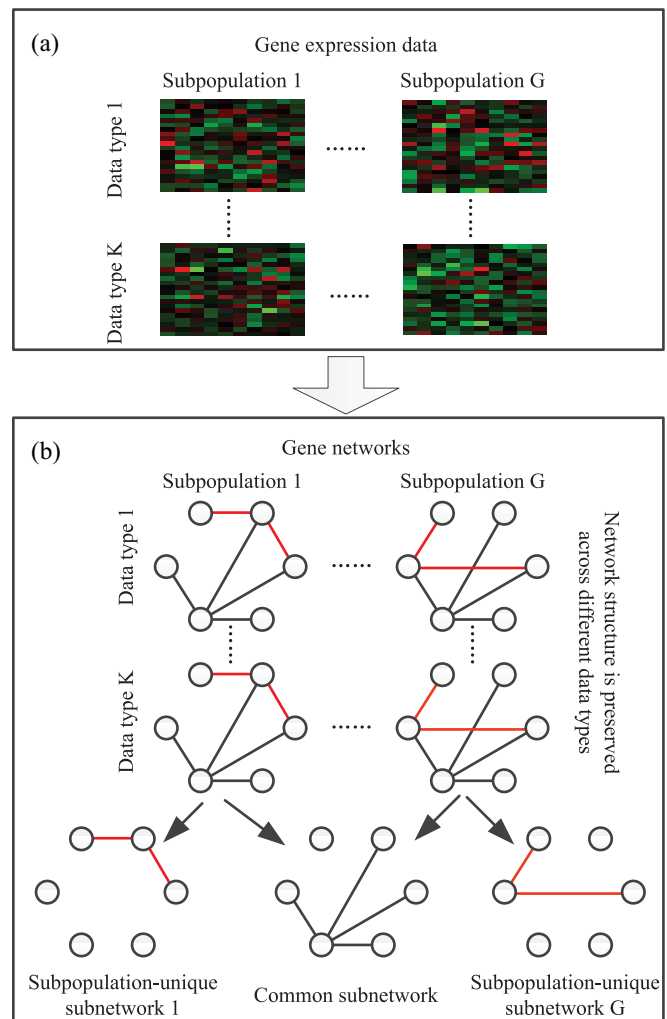 (a)
Gene expression data
Subpopulation 1
Subpopulation G
Data type 1
......
Data type K
......
(b)
Gene networks
Subpopulation 1
Subpopulation G
Data type 1
......
Data type K
......
Network structure is preserved
across different data types
Subpopulation-unique
subnetwork 1
Common subnetwork
Subpopulation-unique
subnetwork G